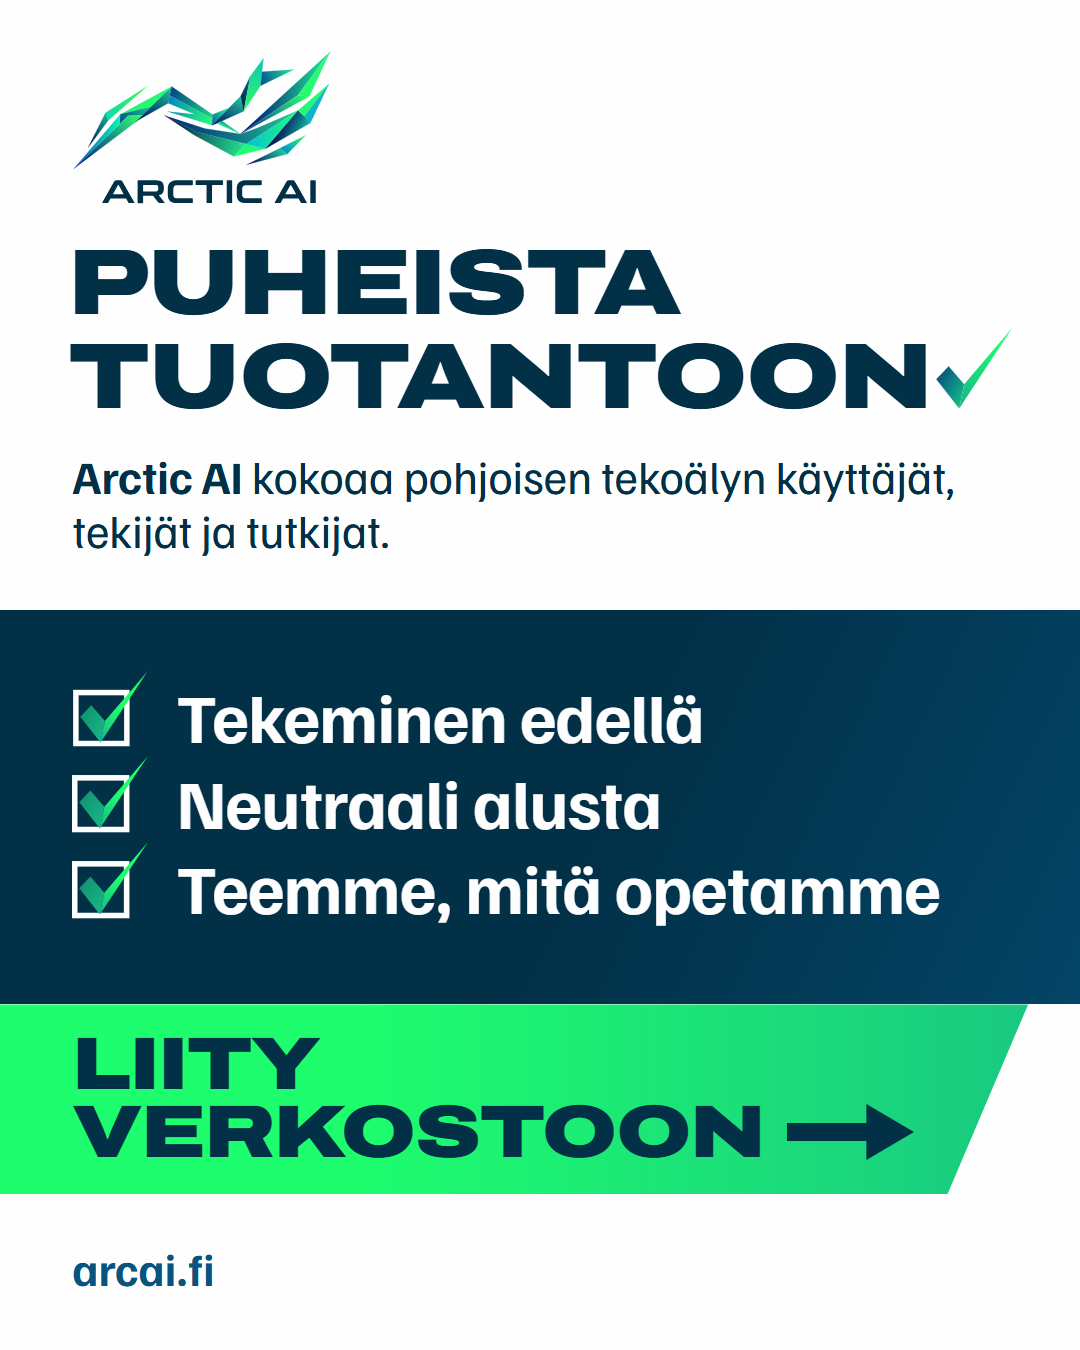 ARCTIC AI
PUHEISTA
TUOTANTOON
Arctic AI kokoaa pohjoisen tekoälyn käyttäjät,
tekijät ja tutkijat.
Tekeminen edellä
Neutraali alusta
Teemme, mitä opetamme
LIITY
VERKOSTOON
arcai.fi